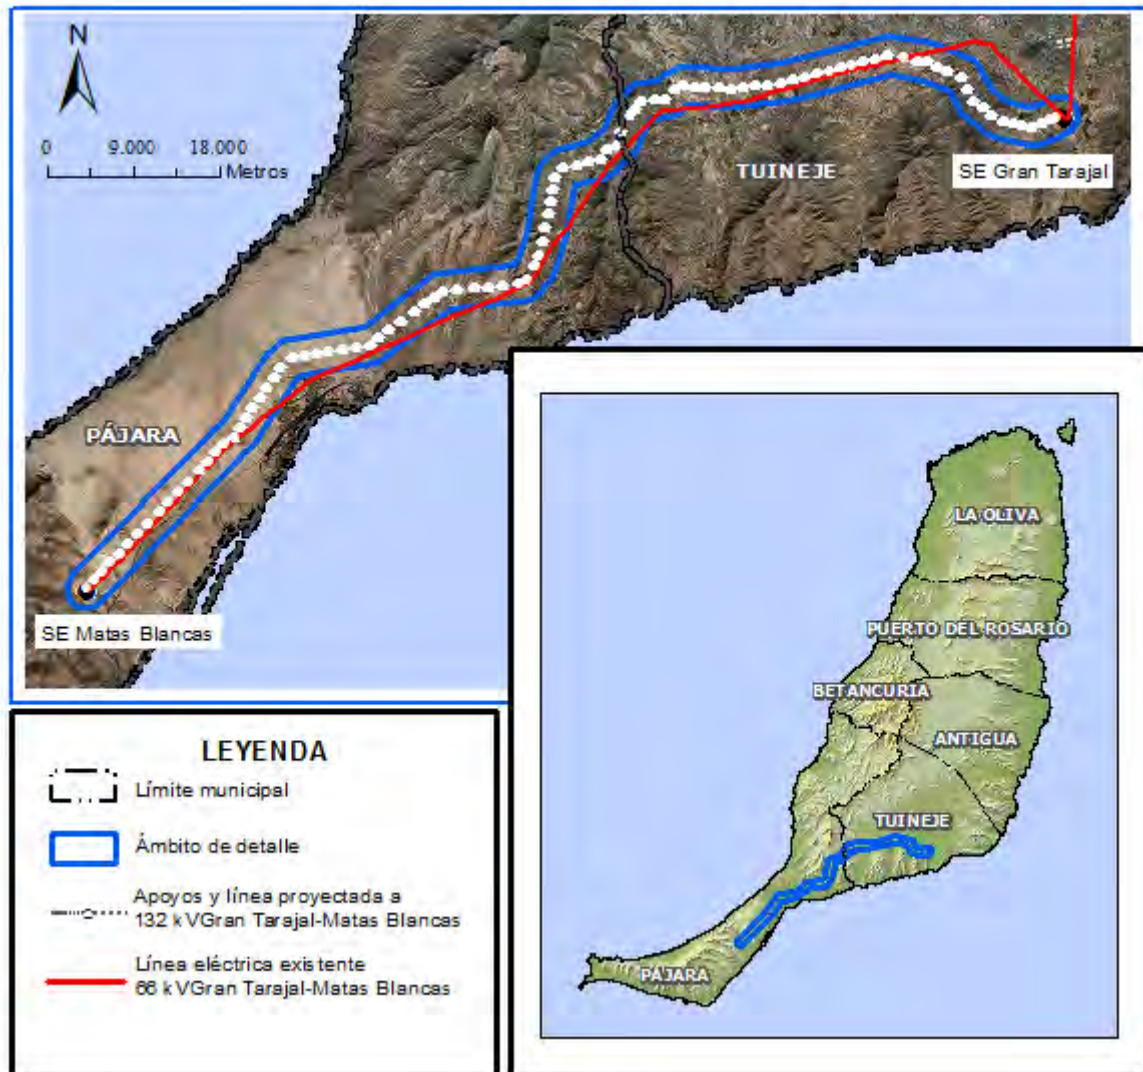 N
0 9.000 18.000
Metros
TUINEJE
SE Gran Tarajal
PÁJARA
SE Matas Blancas
LEYENDA
Límite municipal
Ámbito de detalle
Apoyos y línea proyectada a
132 kVGran Tarajal-Matas Blancas
Línea eléctrica existente
66 kVGran Tarajal-Matas Blancas
LA OLIVA
PUERTO DEL ROSARIO
BETANCURIA
ANTIGUA
TUINEJE
PÁJARA